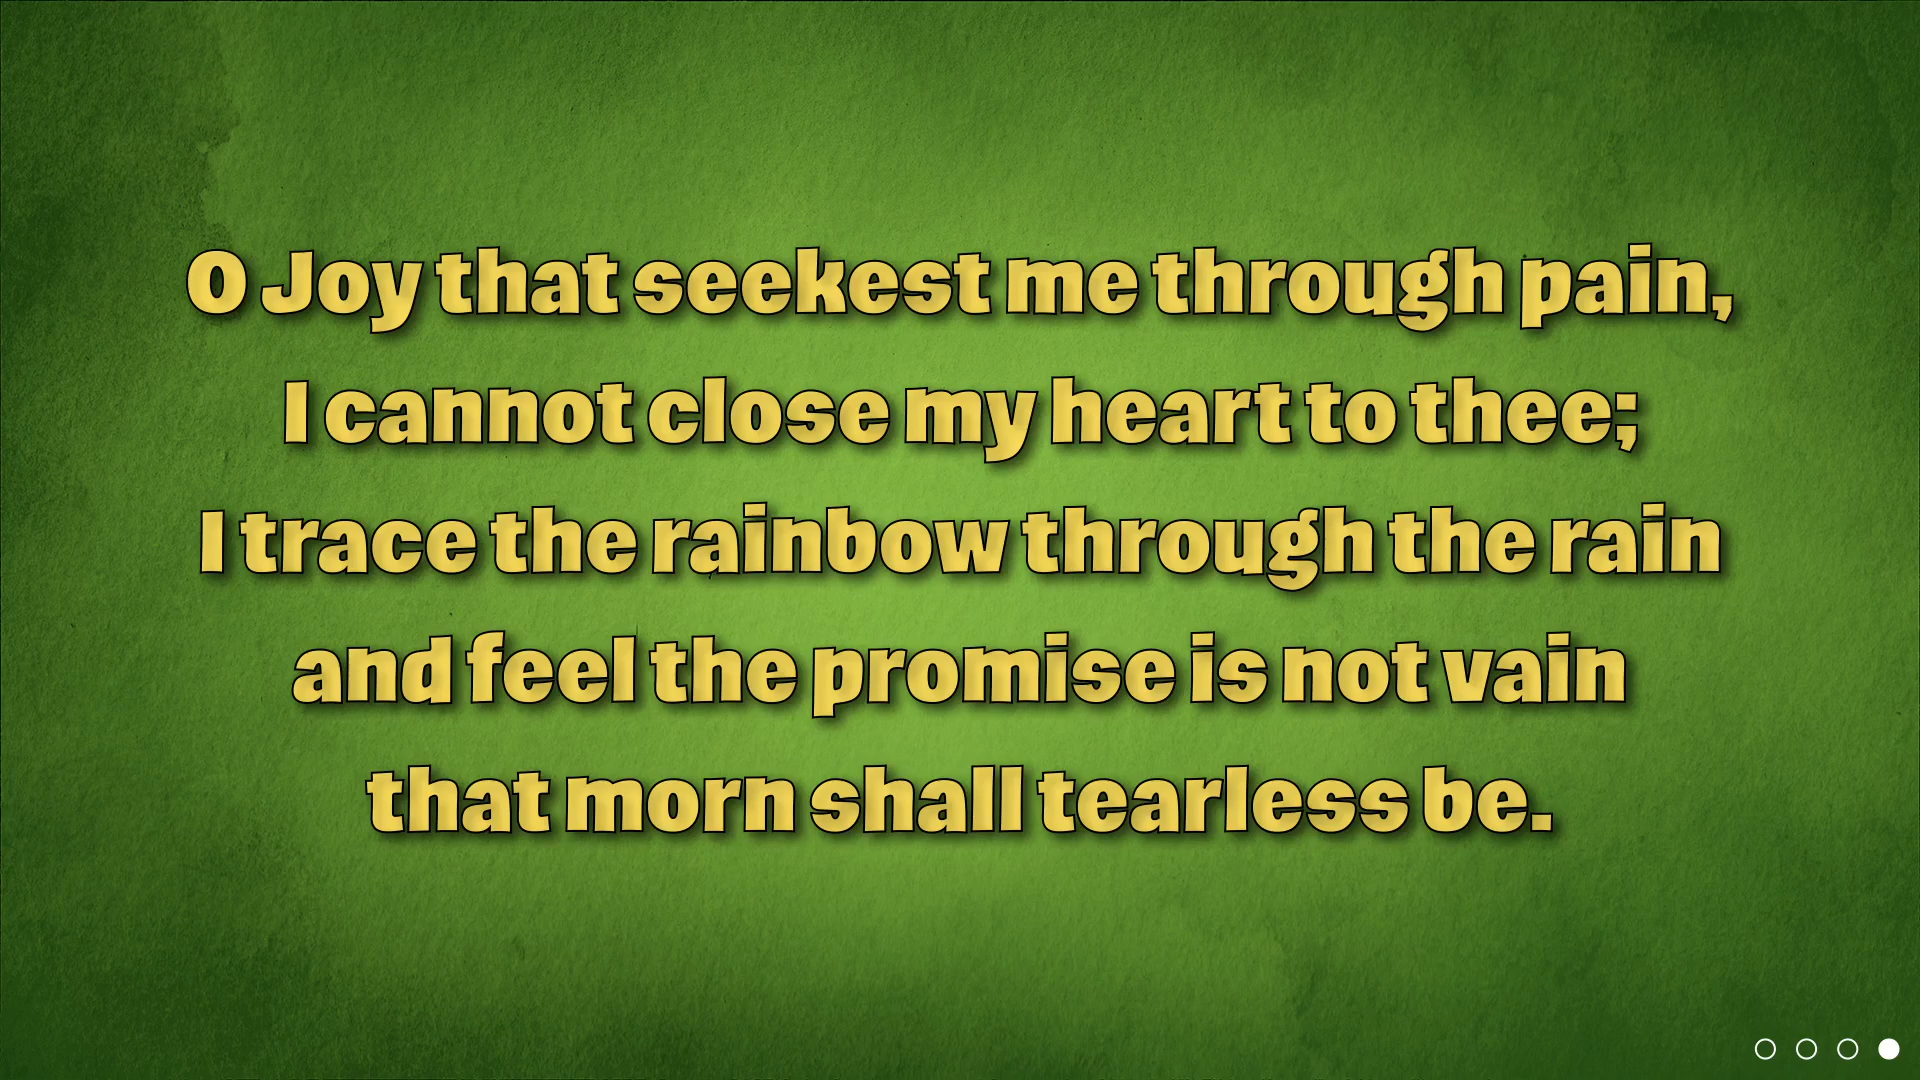 O Joy that seekest me through pain,
I cannot close my heart to thee;
I trace the rainbow through the rain
and feel the promise is not vain
that morn shall tearless be.